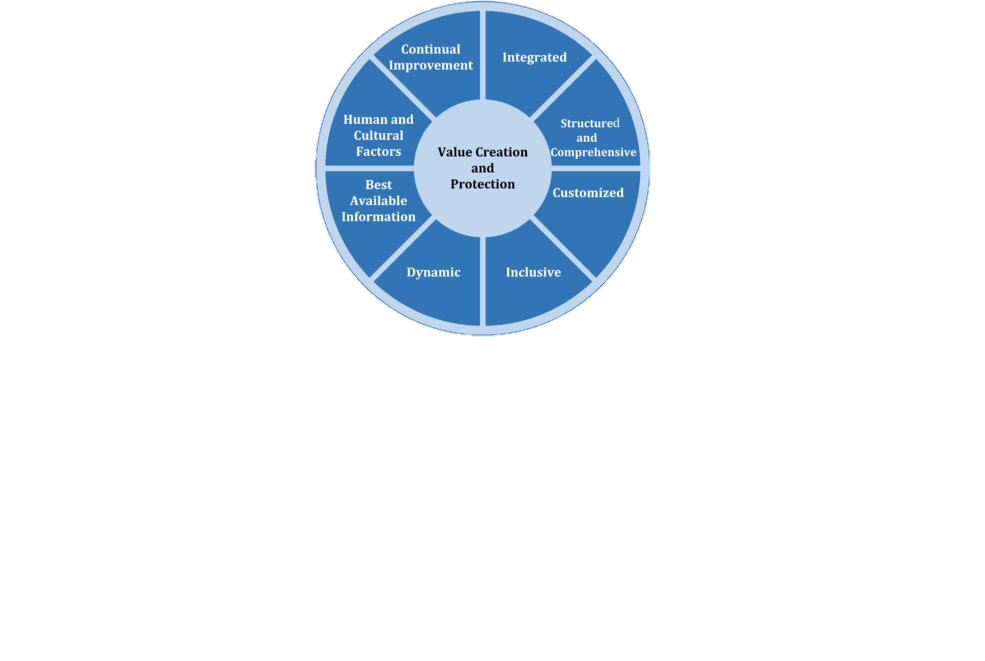 Continual
Improvement
Integrated
Human and
Cultural
Factors
Structured
and
Comprehensive
Value Creation
and
Protection
Best
Available
Information
Customized
Dynamic
Inclusive